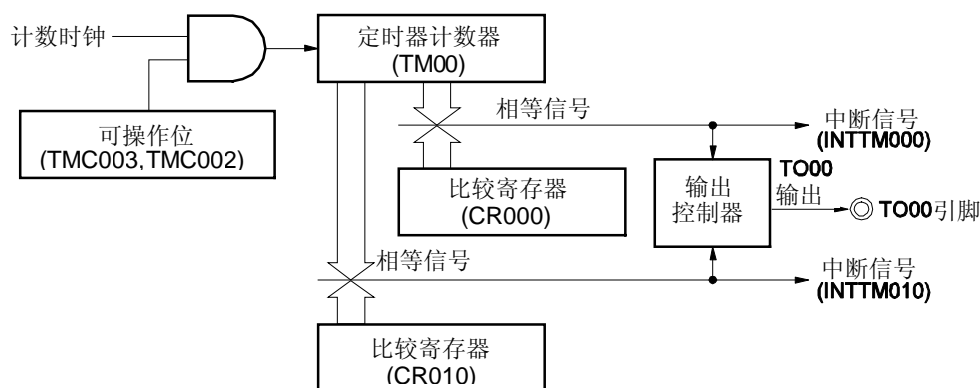 计数时钟
定时器计数器
(TM00)
相等信号
中断信号
(INTTM000)
可操作位
(TMC003,TMC002)
比较寄存器
(CR000)
输出
控制器
TO00
输出
TO00引脚
相等信号
中断信号
(INTTM010)
比较寄存器
(CR010)